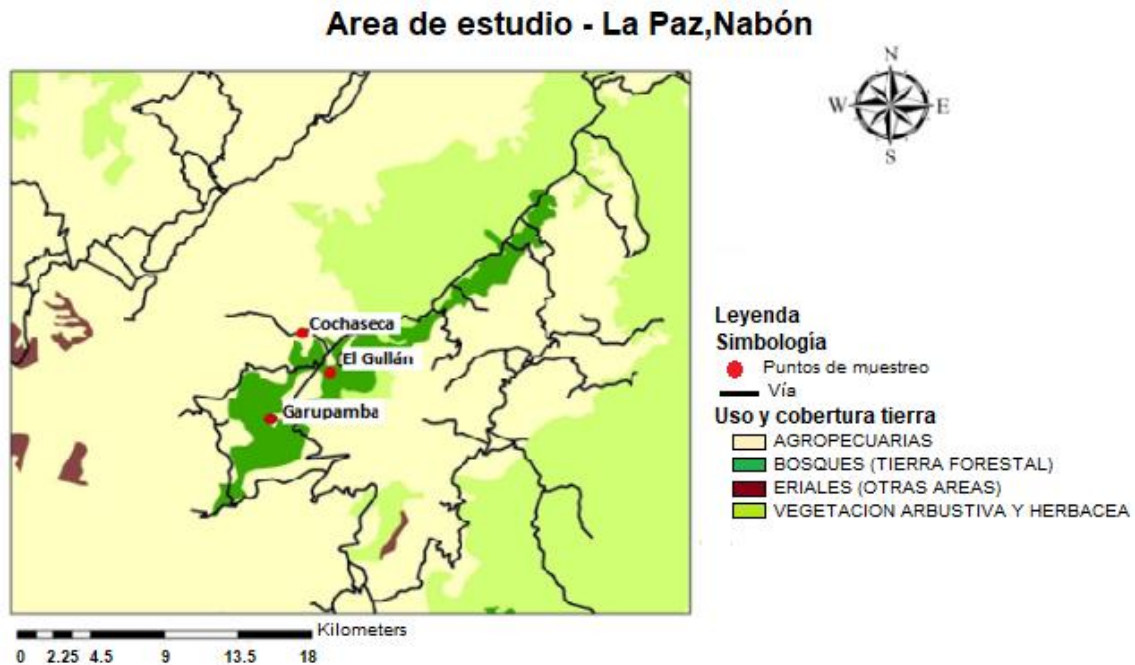 Area de estudio - La Paz,Nabón
N
W E
S
Cochaseca
El Gullán
Garupamba
Leyenda
Simbología
Puntos de muestreo
Vía
Uso y cobertura tierra
AGROPECUARIAS
BOSQUES (TIERRA FORESTAL)
ERIALES (OTRAS AREAS)
VEGETACION ARBUSTIVA Y HERBACEA
Kilometers
0 2.25 4.5 9 13.5 18